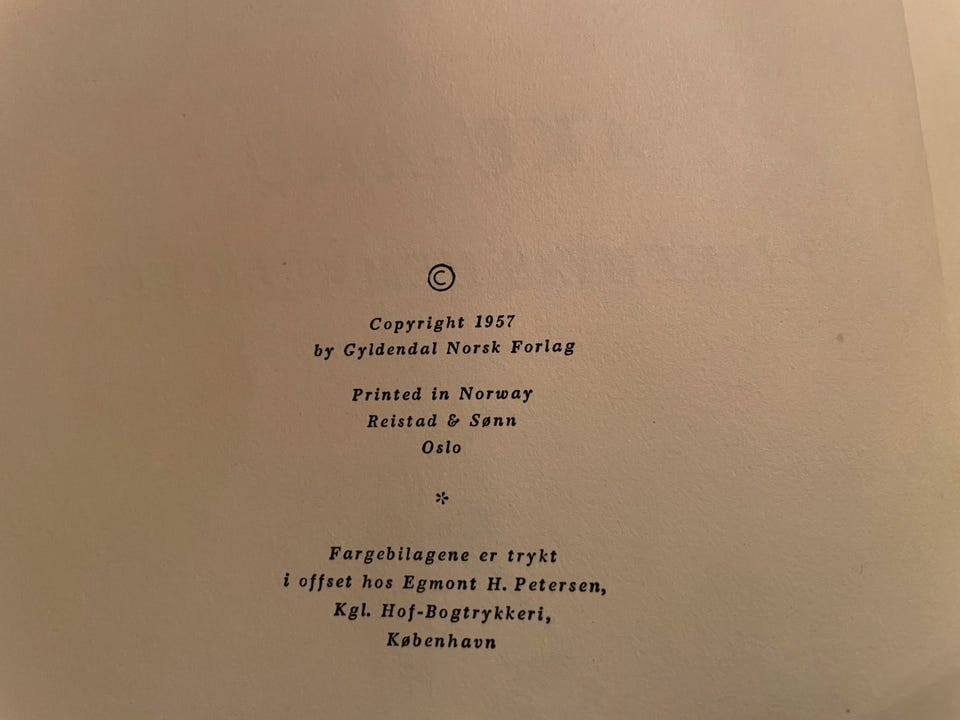 ©
Copyright 1957
by Gyldendal Norsk Forlag
Printed in Norway
Reistad & Sønn
Oslo
*
Fargebilagene er trykt
i offset hos Egmont H. Petersen,
Kgl. Hof-Bogtrykkeri,
København